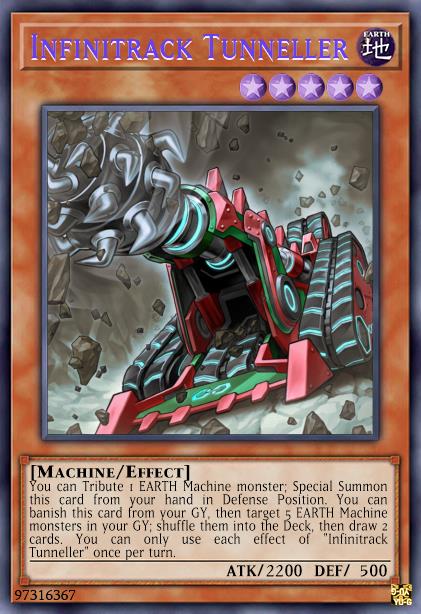 Infinitrack Tunneller
EARTH
地
[Machine/Effect]
You can Tribute 1 EARTH Machine monster; Special Summon
this card from your hand in Defense Position. You can
banish this card from your GY, then target 5 EARTH Machine
monsters in your GY; shuffle them into the Deck, then draw 2
cards. You can only use each effect of "Infinitrack
Tunneller" once per turn.
ATK/2200 DEF/ 500
97316367